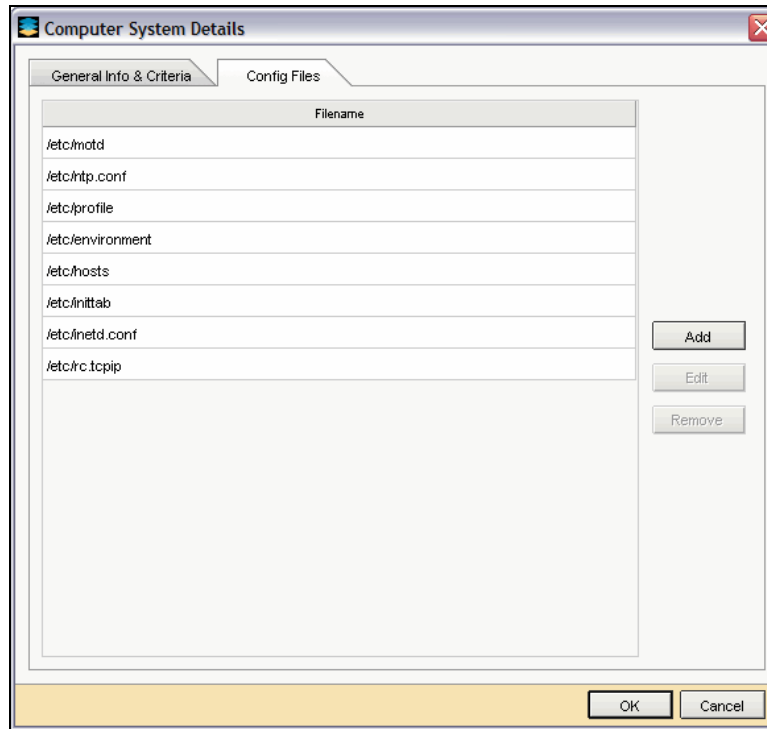 Computer System Details
General Info & Criteria
Config Files
Filename
/etc/motd
/etc/ntp.conf
/etc/profile
/etc/environment
/etc/hosts
/etc/inittab
/etc/inetd.conf
/etc/rc.tcpip
Add
Edit
Remove
OK
Cancel